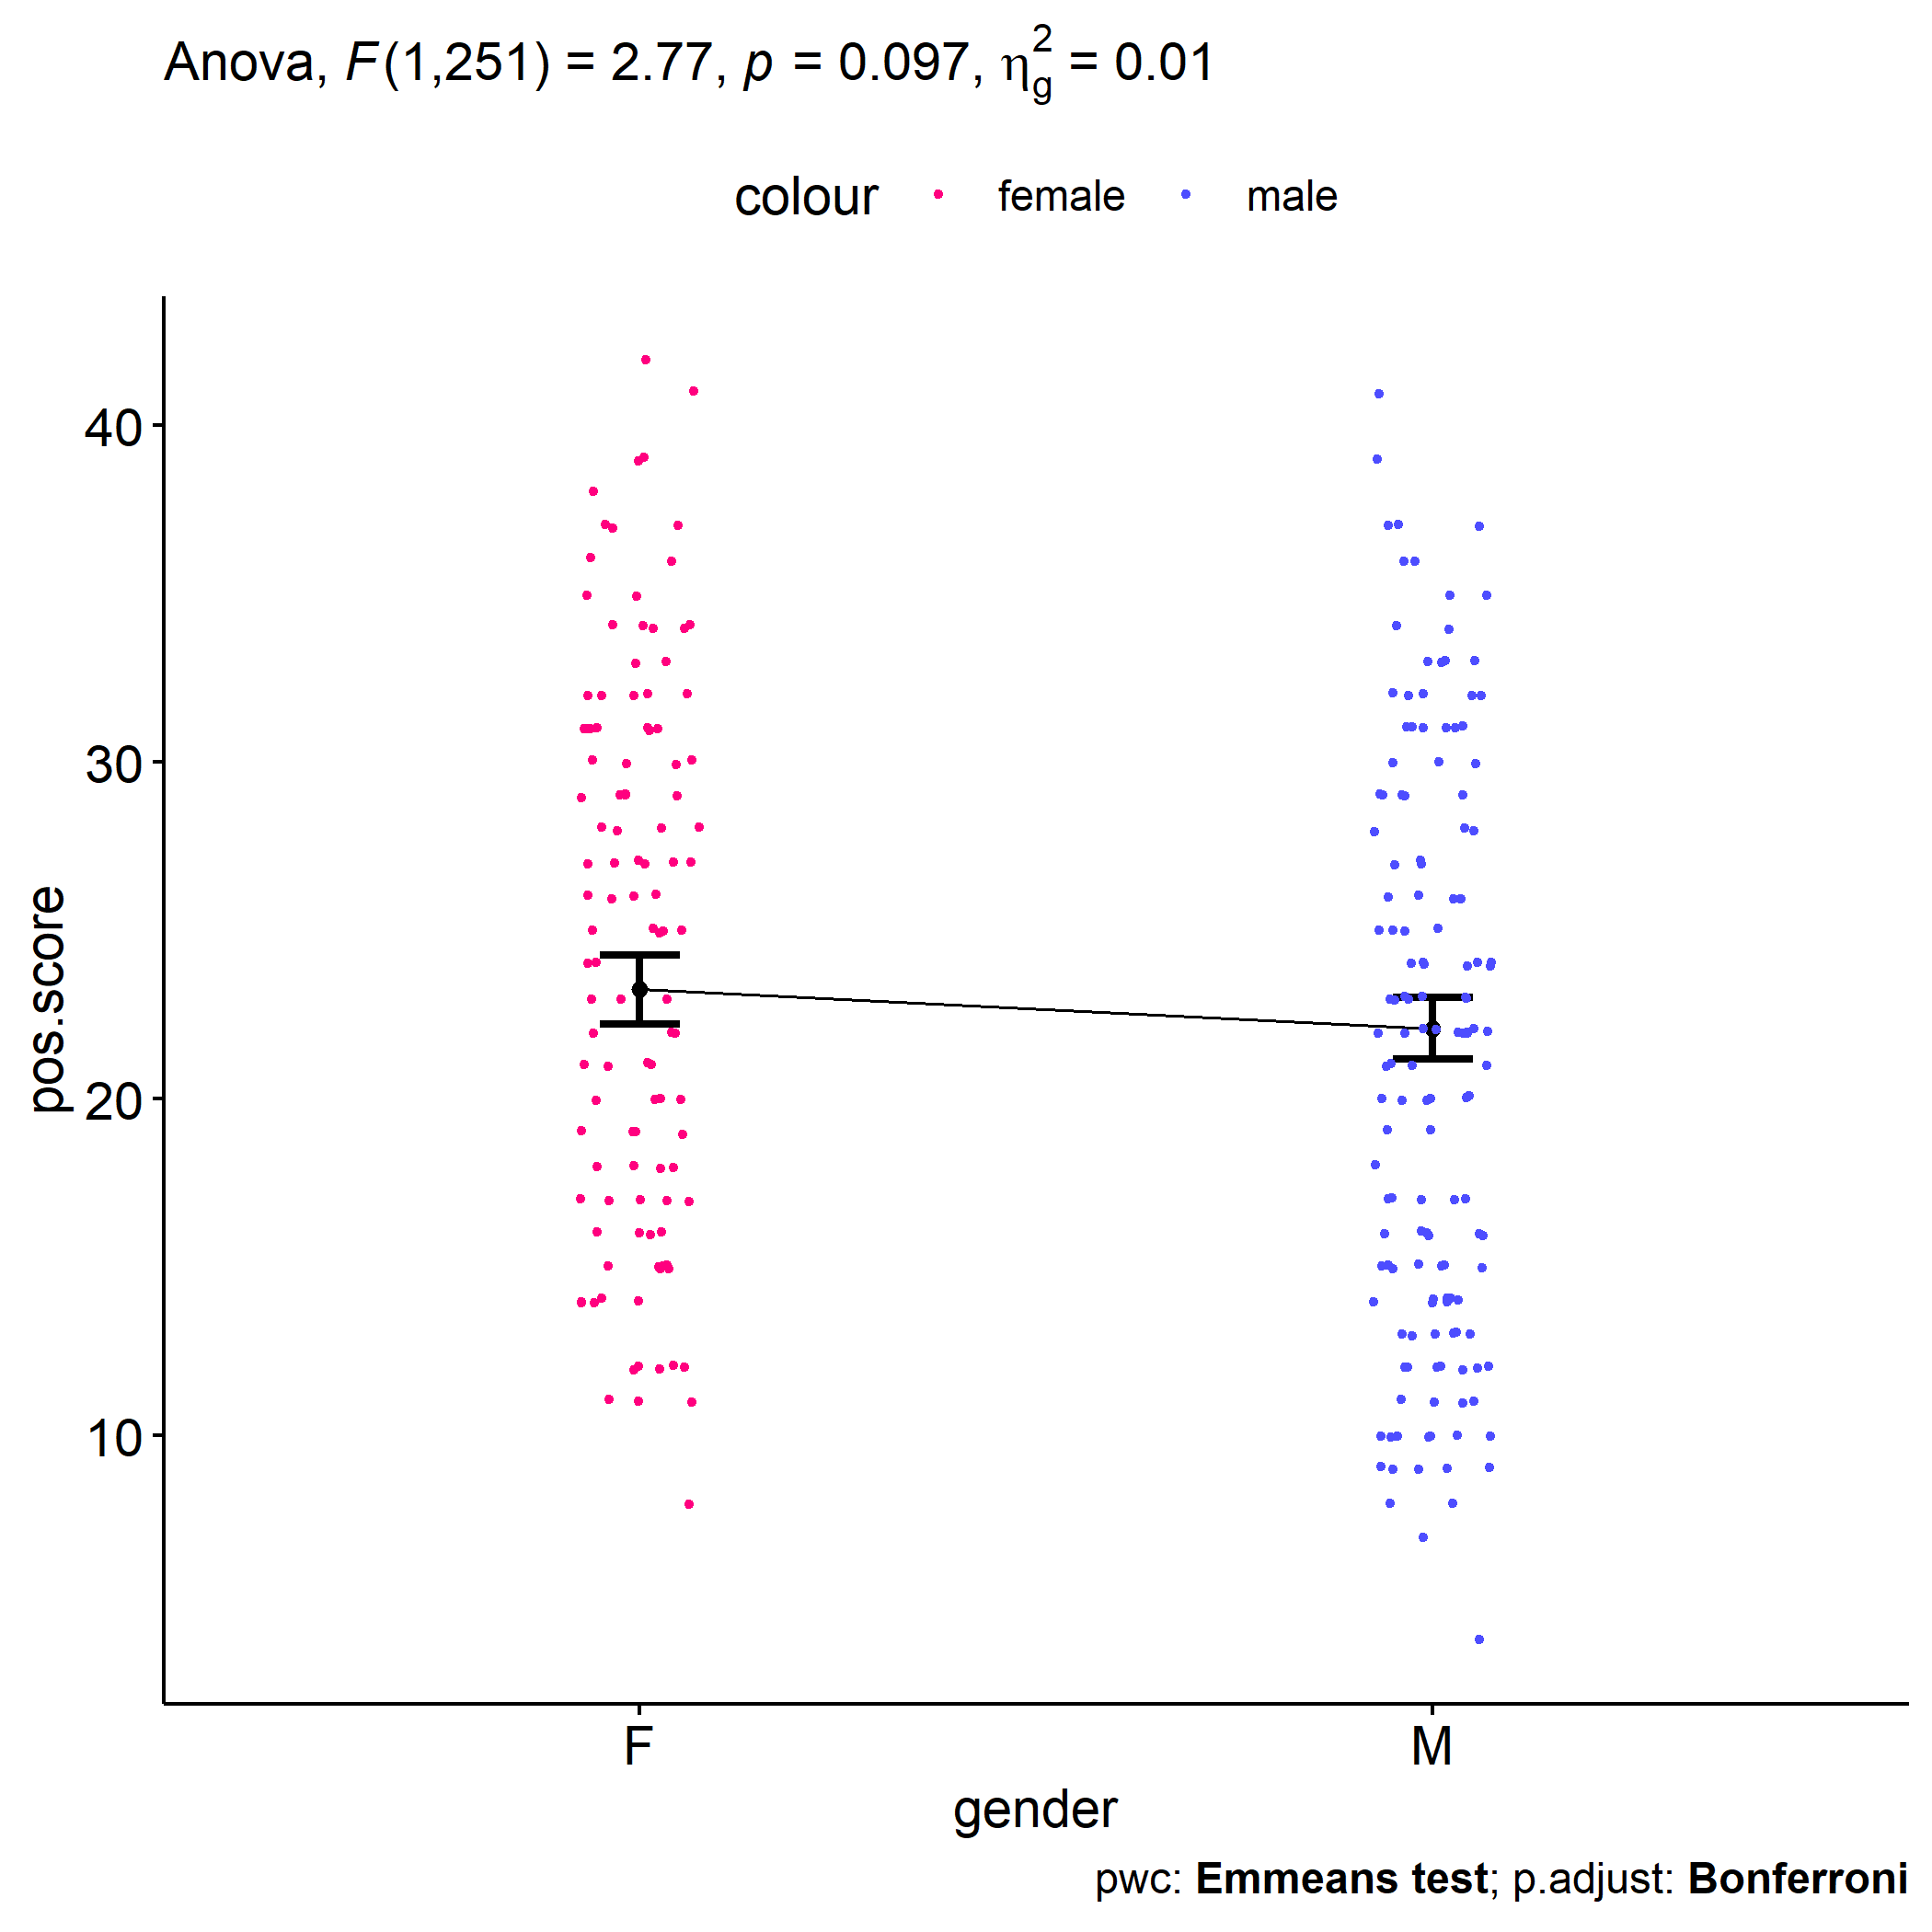 Anova, F(1,251) = 2.77, p = 0.097, η²g = 0.01
colour female male
40
30
20
10
pos.score
F M
gender
pwc: Emmeans test; p.adjust: Bonferroni